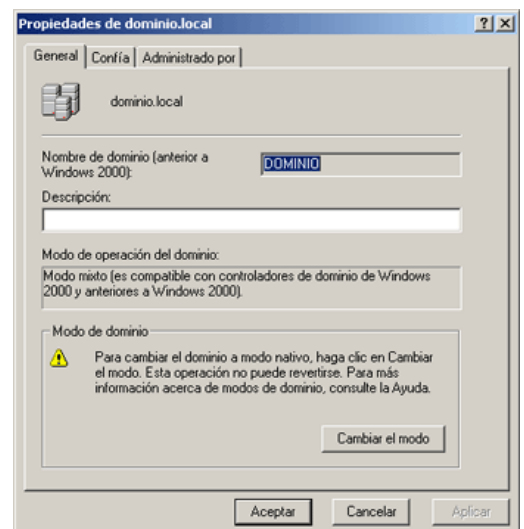 Propiedades de dominio.local
General Confía Administrado por
dominio.local
Nombre de dominio (anterior a
Windows 2000):
DOMINIO
Descripción:
Modo de operación del dominio:
Modo mixto (es compatible con controladores de dominio de Windows
2000 y anteriores a Windows 2000).
Modo de dominio
Para cambiar el dominio a modo nativo, haga clic en Cambiar
el modo. Esta operación no puede revertirse. Para más
información acerca de modos de dominio, consulte la Ayuda.
Cambiar el modo
Aceptar Cancelar Aplicar